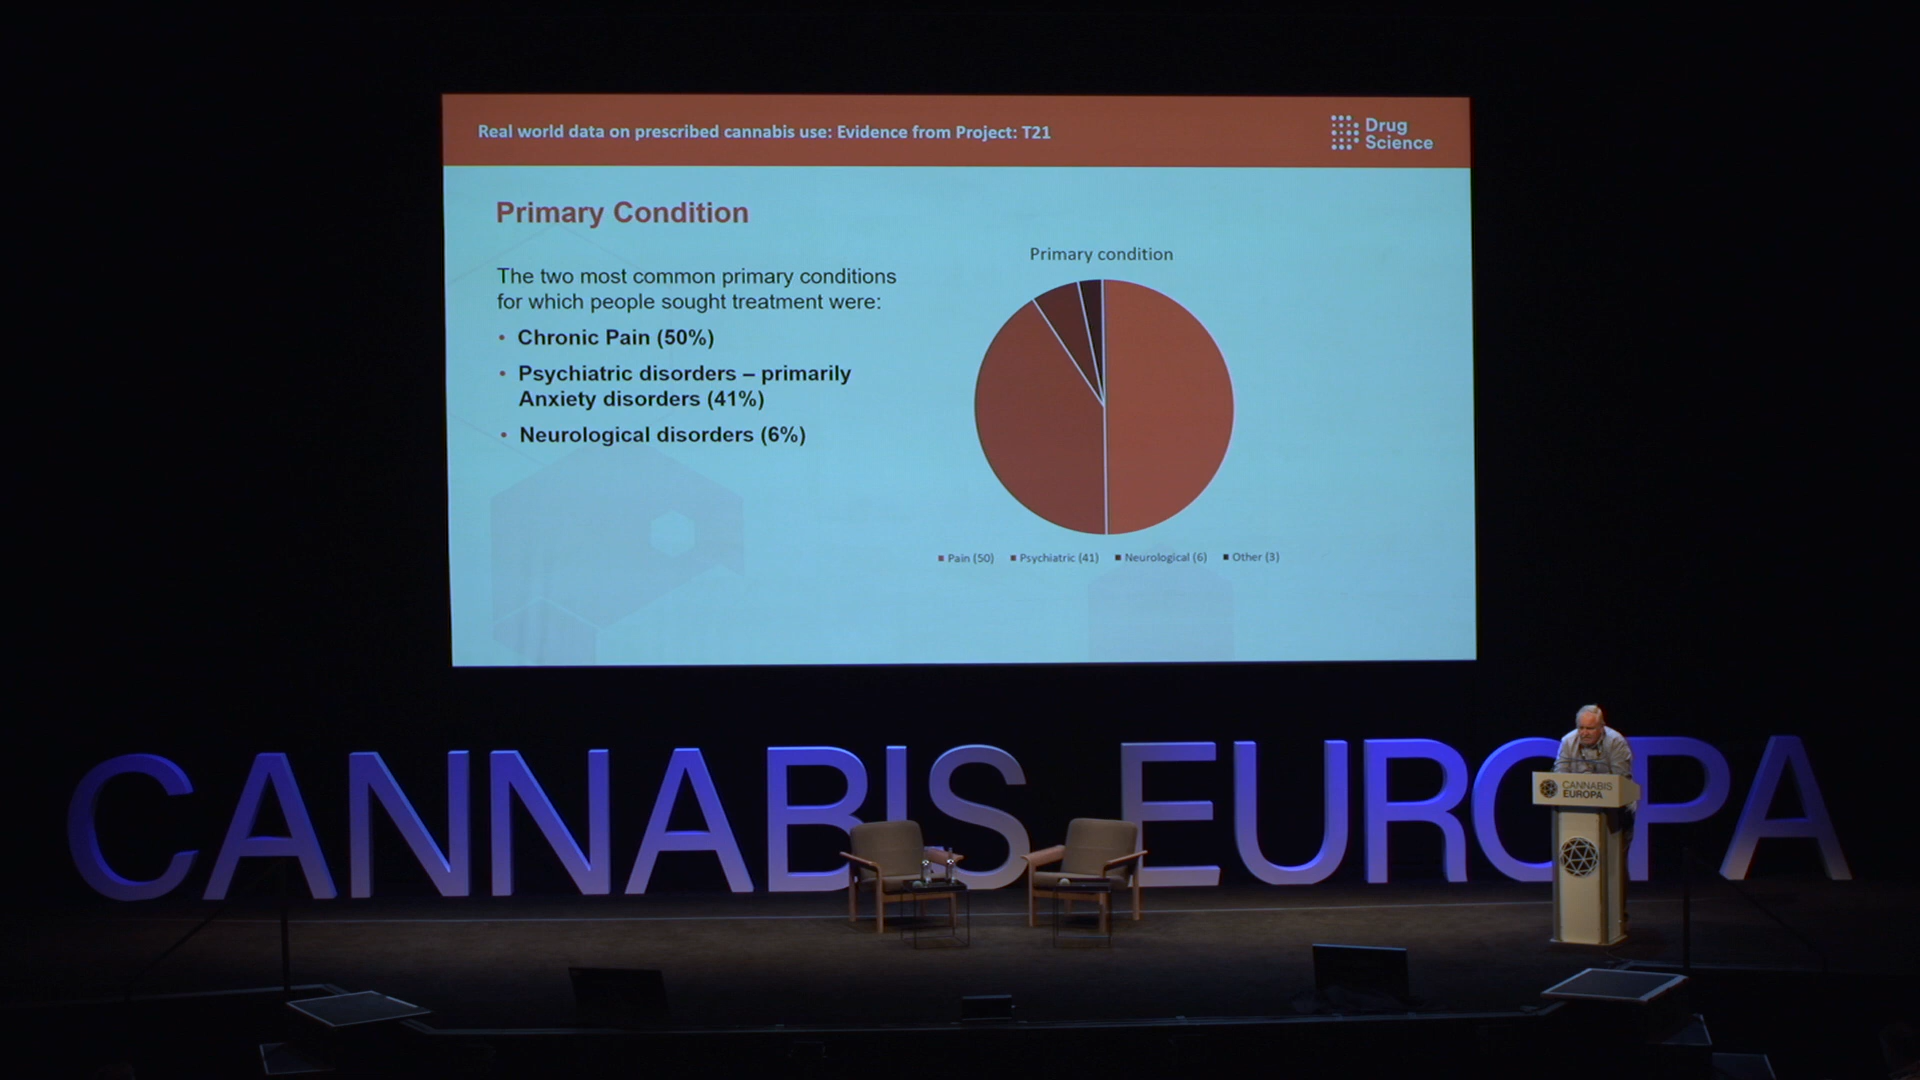 Real world data on prescribed cannabis use: Evidence from Project: T21
Drug
Science
Primary Condition
The two most common primary conditions
for which people sought treatment were:
• Chronic Pain (50%)
• Psychiatric disorders – primarily
Anxiety disorders (41%)
• Neurological disorders (6%)
Primary condition
Pain (50) Psychiatric (41) Neurological (6) Other (3)
CANNABIS EUROPA
CANNABIS
EUROPA